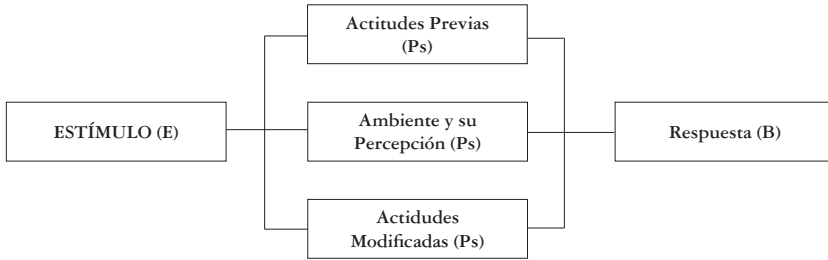 Actitudes Previas
(Ps)
ESTÍMULO (E)
Ambiente y su
Percepción (Ps)
Respuesta (B)
Actidudes
Modificadas (Ps)